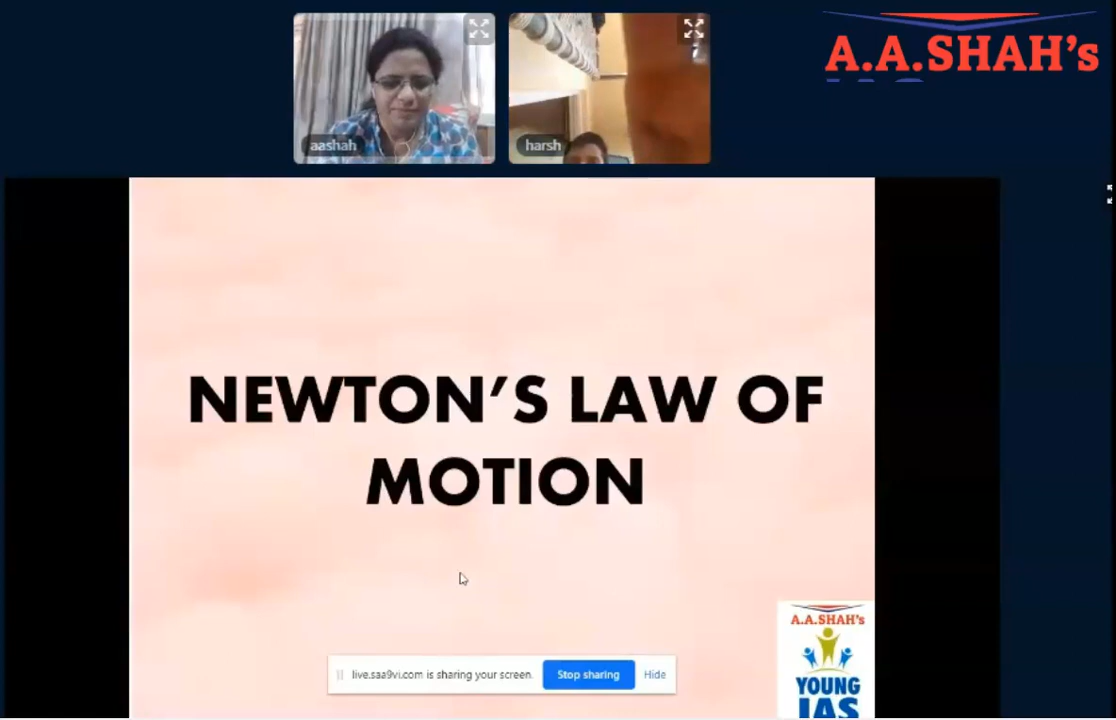 A.A.SHAH's
aashah
harsh
NEWTON'S LAW OF
MOTION
live.saa9vi.com is sharing your screen.
Stop sharing
Hide
A.A.SHAH's
YOUNG
IAS